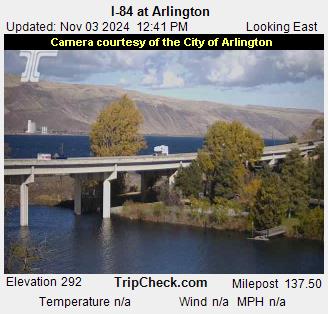 I-84 at Arlington
Updated: Nov 03 2024 12:41 PM Looking East
Camera courtesy of the City of Arlington
Elevation 292 TripCheck.com Milepost 137.50
Temperature n/a Wind n/a MPH n/a